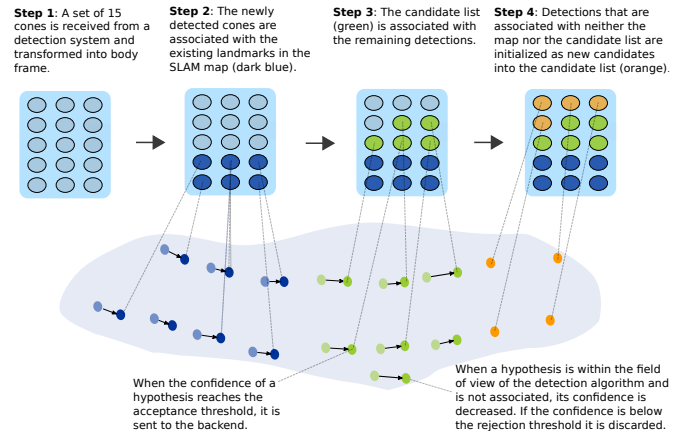 Step 1: A set of 15
cones is received from a
detection system and
transformed into body
frame.
Step 2: The newly
detected cones are
associated with the
existing landmarks in the
SLAM map (dark blue).
Step 3: The candidate list
(green) is associated with
the remaining detections.
Step 4: Detections that are
associated with neither the
map nor the candidate list are
initialized as new candidates
into the candidate list (orange).
When the confidence of a
hypothesis reaches the
acceptance threshold, it is
sent to the backend.
When a hypothesis is within the field
of view of the detection algorithm and
is not associated, its confidence is
decreased. If the confidence is below
the rejection threshold it is discarded.